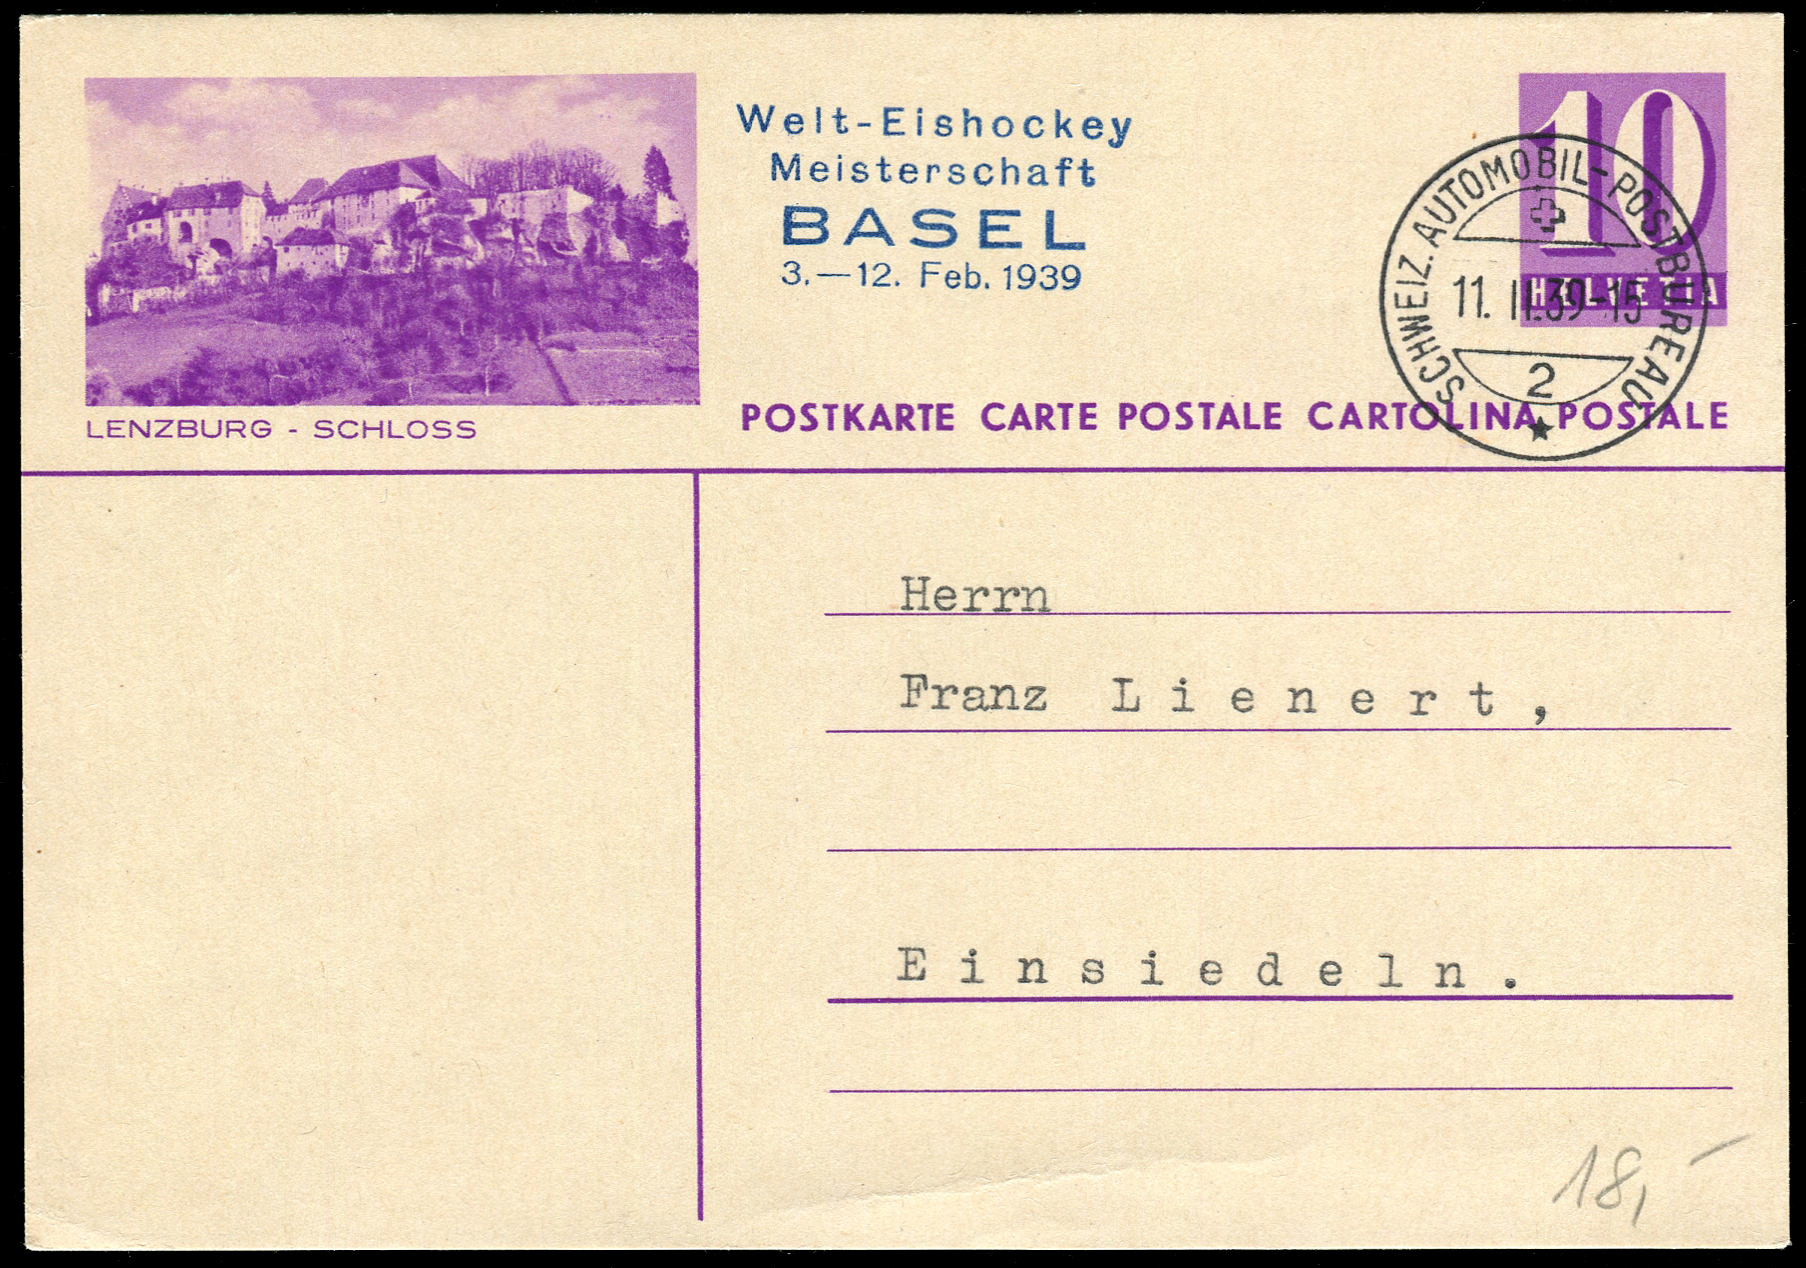 Welt-Eishockey
Meisterschaft
BASEL
3.—12. Feb. 1939
10
HELVETIA
SCHWEIZ. AUTOMOBIL-POSTBUREAU
11. II.39-15
2
LENZBURG - SCHLOSS
POSTKARTE CARTE POSTALE CARTOLINA POSTALE
Herrn
Franz Lienert,
Einsiedeln.
18,-